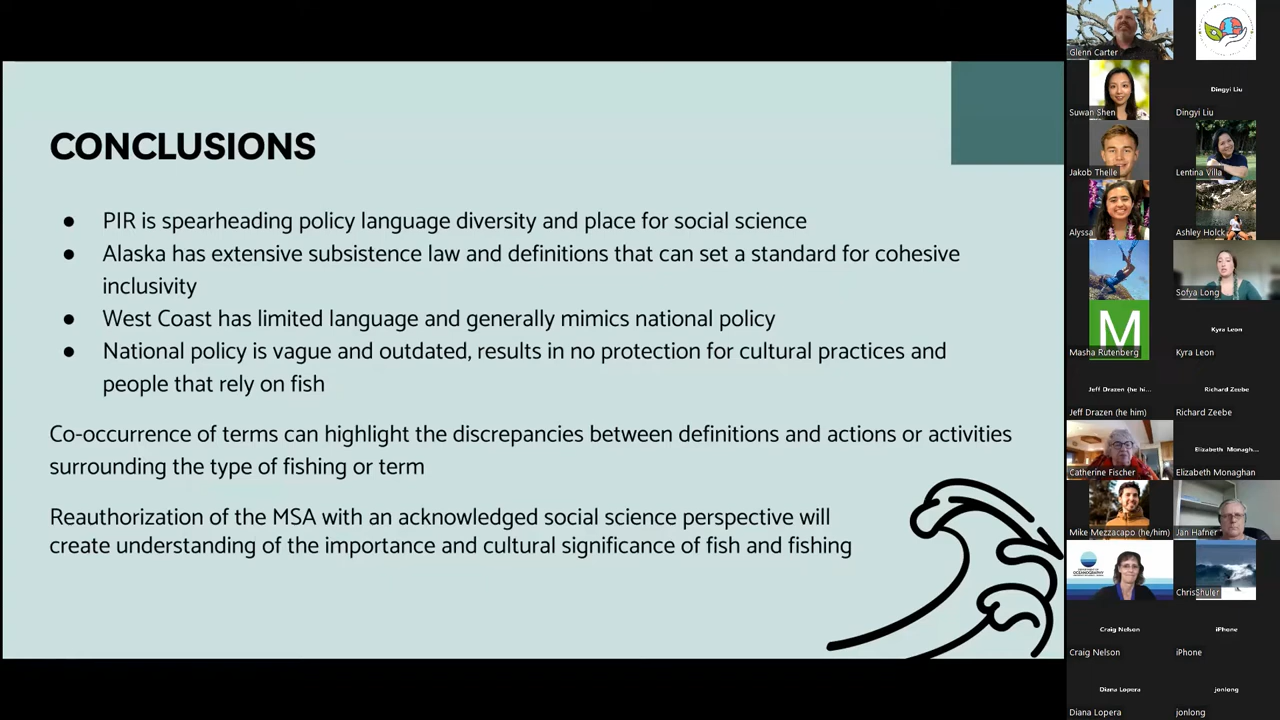 CONCLUSIONS
● PIR is spearheading policy language diversity and place for social science
● Alaska has extensive subsistence law and definitions that can set a standard for cohesive
inclusivity
● West Coast has limited language and generally mimics national policy
● National policy is vague and outdated, results in no protection for cultural practices and
people that rely on fish
Co-occurrence of terms can highlight the discrepancies between definitions and actions or activities
surrounding the type of fishing or term
Reauthorization of the MSA with an acknowledged social science perspective will
create understanding of the importance and cultural significance of fish and fishing
Glenn Carter
Suwan Shen
Dingyi Liu
Dingyi Liu
Jakob Thelle
Lentina Villa
Alyssa
Ashley Holck
Sofya Long
M
Masha Rutenberg
Kyra Leon
Kyra Leon
Jeff Drazen (he hi...
Jeff Drazen (he him)
Richard Zeebe
Richard Zeebe
Catherine Fischer
Elizabeth Monagh...
Elizabeth Monaghan
Mike Mezzacapo (he/him)
Jan Hafner
OCEANOGRAPHY
ChrisShuler
Craig Nelson
Craig Nelson
iPhone
iPhone
Diana Lopera
Diana Lopera
jonlong
jonlong